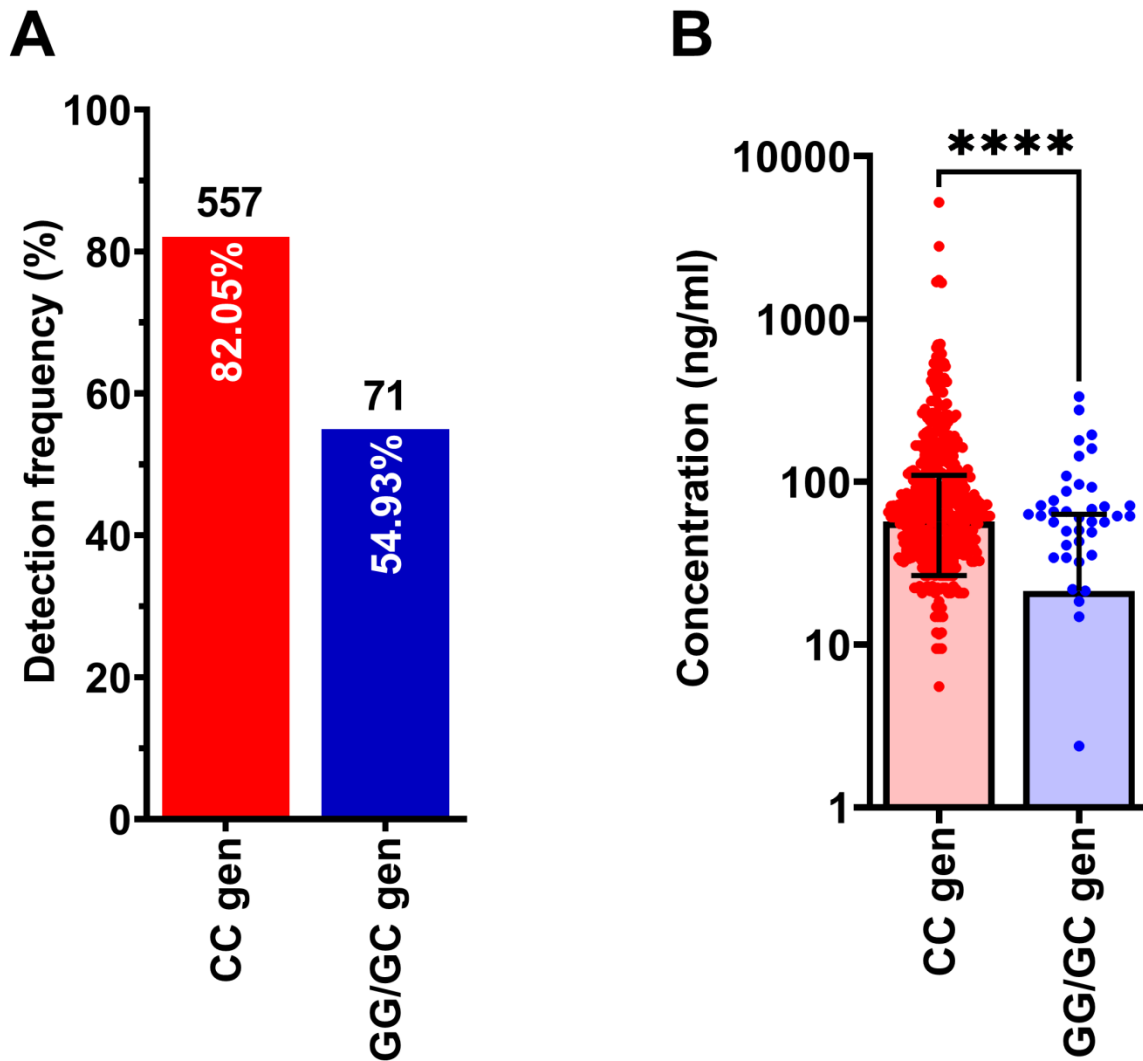 A
Detection frequency (%)
100
80
60
40
20
0
557
82.05%
71
54.93%
CC gen
GG/GC gen
B
Concentration (ng/ml)
10000
1000
100
10
1
****
CC gen
GG/GC gen